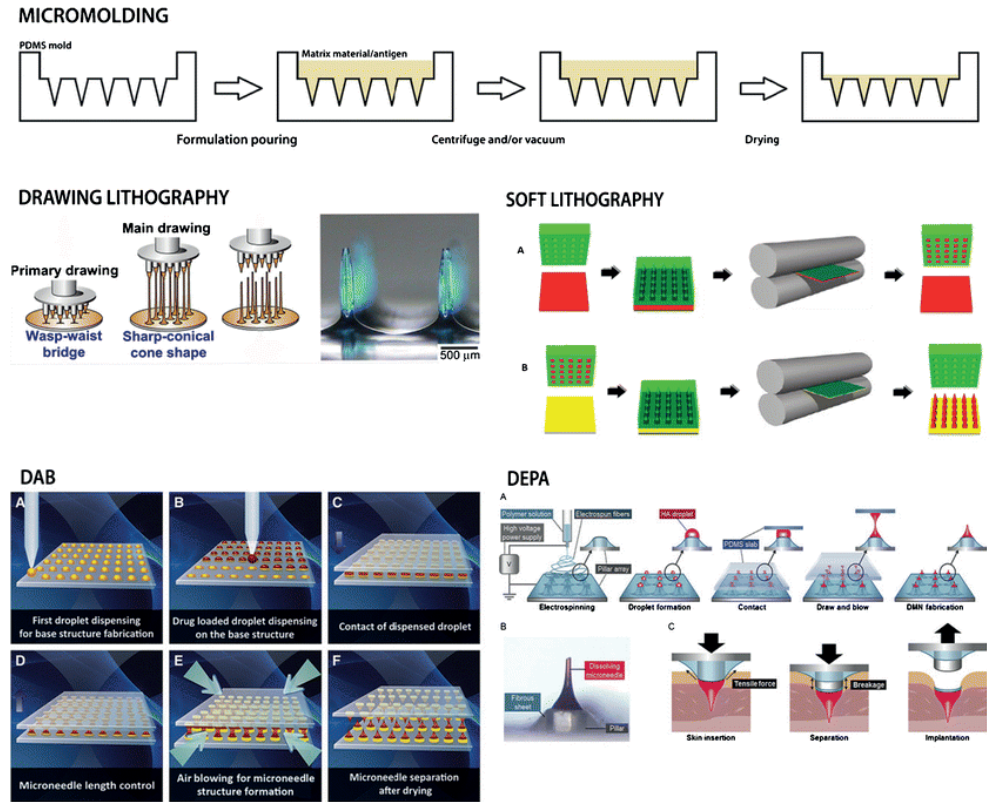 MICROMOLDING
PDMS mold
Matrix material/antigen
Formulation pouring
Centrifuge and/or vacuum
Drying
DRAWING LITHOGRAPHY
Main drawing
Primary drawing
Wasp-waist
bridge
Sharp-conical
cone shape
500 μm
SOFT LITHOGRAPHY
A
B
DAB
A
First droplet dispensing
for base structure fabrication
B
Drug loaded droplet dispensing
on the base structure
C
Contact of dispensed droplet
D
Microneedle length control
E
Air blowing for microneedle
structure formation
F
Microneedle separation
after drying
DEPA
A
Polymer solution
Electrospun fibers
High voltage
power supply
V
Pillar array
HA droplet
PDMS slab
Electrospinning
Droplet formation
Contact
Draw and blow
DMN fabrication
B
Dissolving
microneedle
Fibrous
sheet
Pillar
C
Tensile force
Breakage
Skin insertion
Separation
Implantation